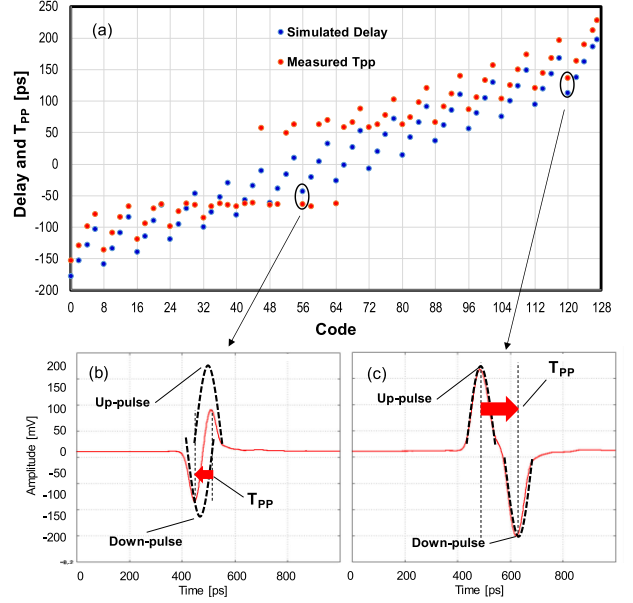 Delay and TPP [ps]
250
200
150
100
50
0
-50
-100
-150
-200
(a)
Simulated Delay
Measured Tpp
0 8 16 24 32 40 48 56 64 72 80 88 96 104 112 120 128
Code
Amplitude [mV]
200
150
100
50
0
-50
-100
-150
-200
(b)
Up-pulse
TPP
Down-pulse
0 200 400 600 800
Time [ps]
(c)
Up-pulse
TPP
Down-pulse
0 200 400 600 800
Time [ps]